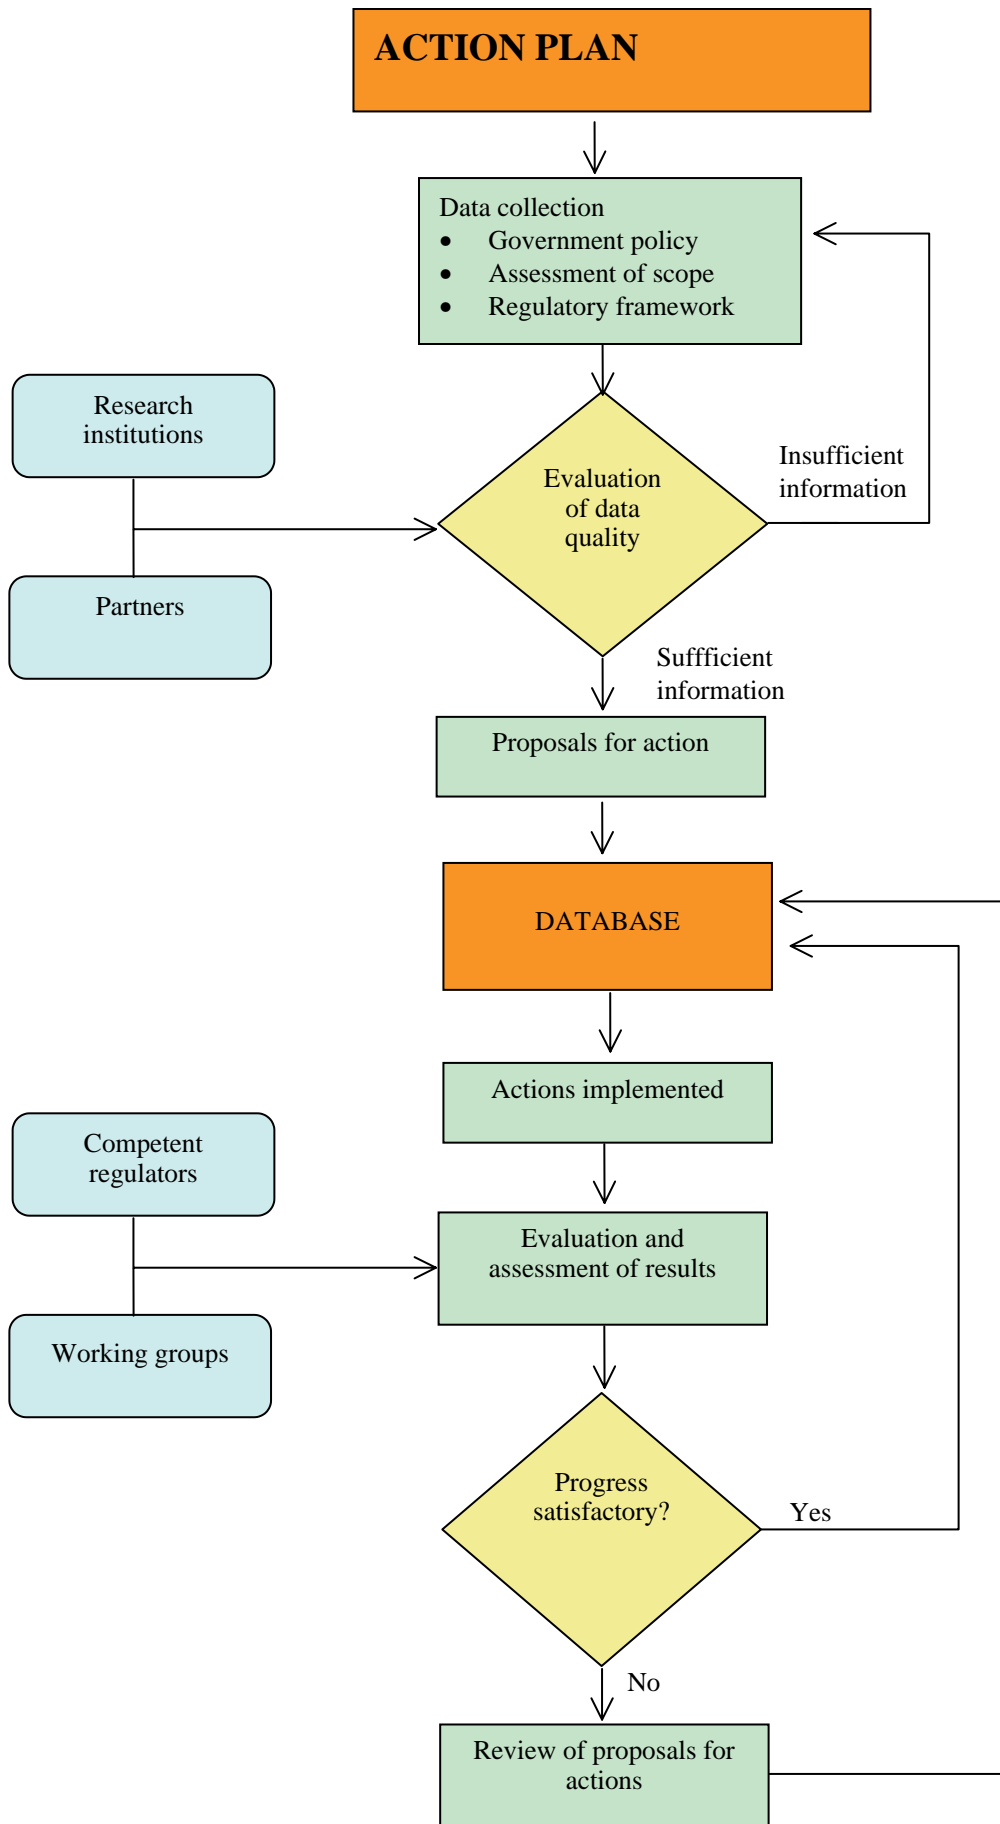 ACTION PLAN
Data collection
• Government policy
• Assessment of scope
• Regulatory framework
Research
institutions
Evaluation
of data
quality
Insufficient
information
Partners
Suffficient
information
Proposals for action
DATABASE
Actions implemented
Competent
regulators
Evaluation and
assessment of results
Working groups
Progress
satisfactory?
Yes
No
Review of proposals for
actions